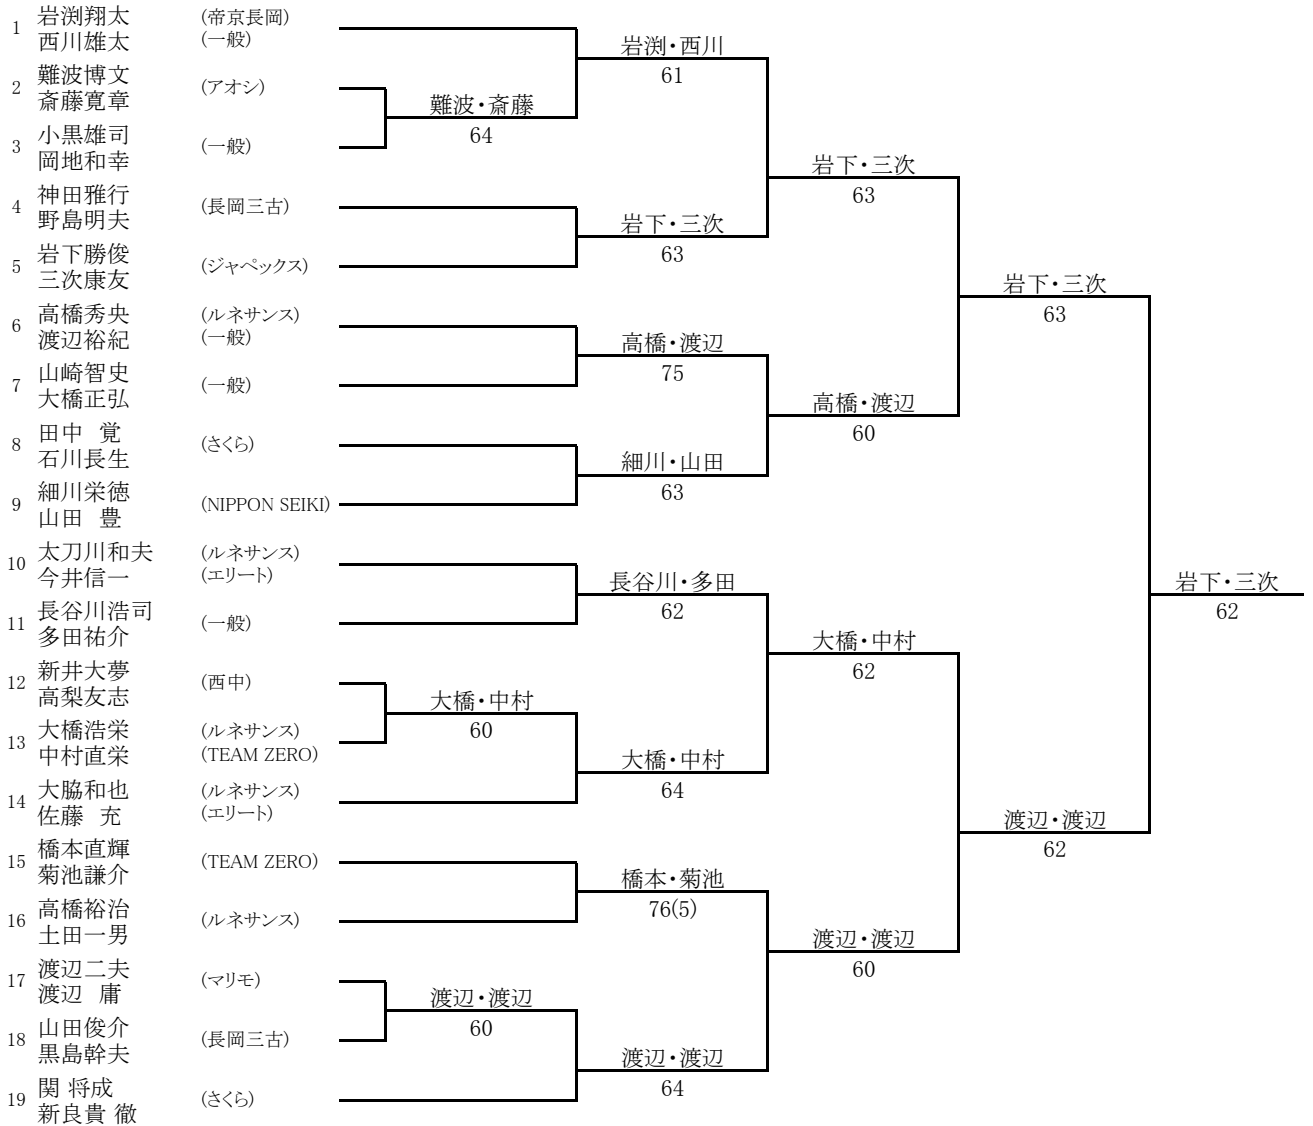 1 岩渕翔太 (帝京長岡)
西川雄太 (一般)
岩渕・西川
61
2 難波博文 (アオシ)
斎藤寛章
難波・斎藤
64
3 小黒雄司 (一般)
岡地和幸
岩下・三次
63
4 神田雅行 (長岡三古)
野島明夫
岩下・三次
63
5 岩下勝俊 (ジャペックス)
三次康友
岩下・三次
63
6 高橋秀央 (ルネサンス)
渡辺裕紀 (一般)
高橋・渡辺
75
7 山崎智史 (一般)
大橋正弘
高橋・渡辺
60
8 田中 覚 (さくら)
石川長生
細川・山田
63
9 細川栄徳 (NIPPON SEIKI)
山田 豊
10 太刀川和夫 (ルネサンス)
今井信一 (エリート)
長谷川・多田
62
岩下・三次
62
11 長谷川浩司 (一般)
多田祐介
大橋・中村
62
12 新井大夢 (西中)
高梨友志
大橋・中村
60
13 大橋浩栄 (ルネサンス)
中村直栄 (TEAM ZERO)
大橋・中村
64
14 大脇和也 (ルネサンス)
佐藤 充 (エリート)
渡辺・渡辺
62
15 橋本直輝 (TEAM ZERO)
菊池謙介
橋本・菊池
76(5)
16 高橋裕治 (ルネサンス)
土田一男
渡辺・渡辺
60
17 渡辺二夫 (マリモ)
渡辺 庸
渡辺・渡辺
60
18 山田俊介 (長岡三古)
黒島幹夫
渡辺・渡辺
64
19 関 将成 (さくら)
新良貴 徹